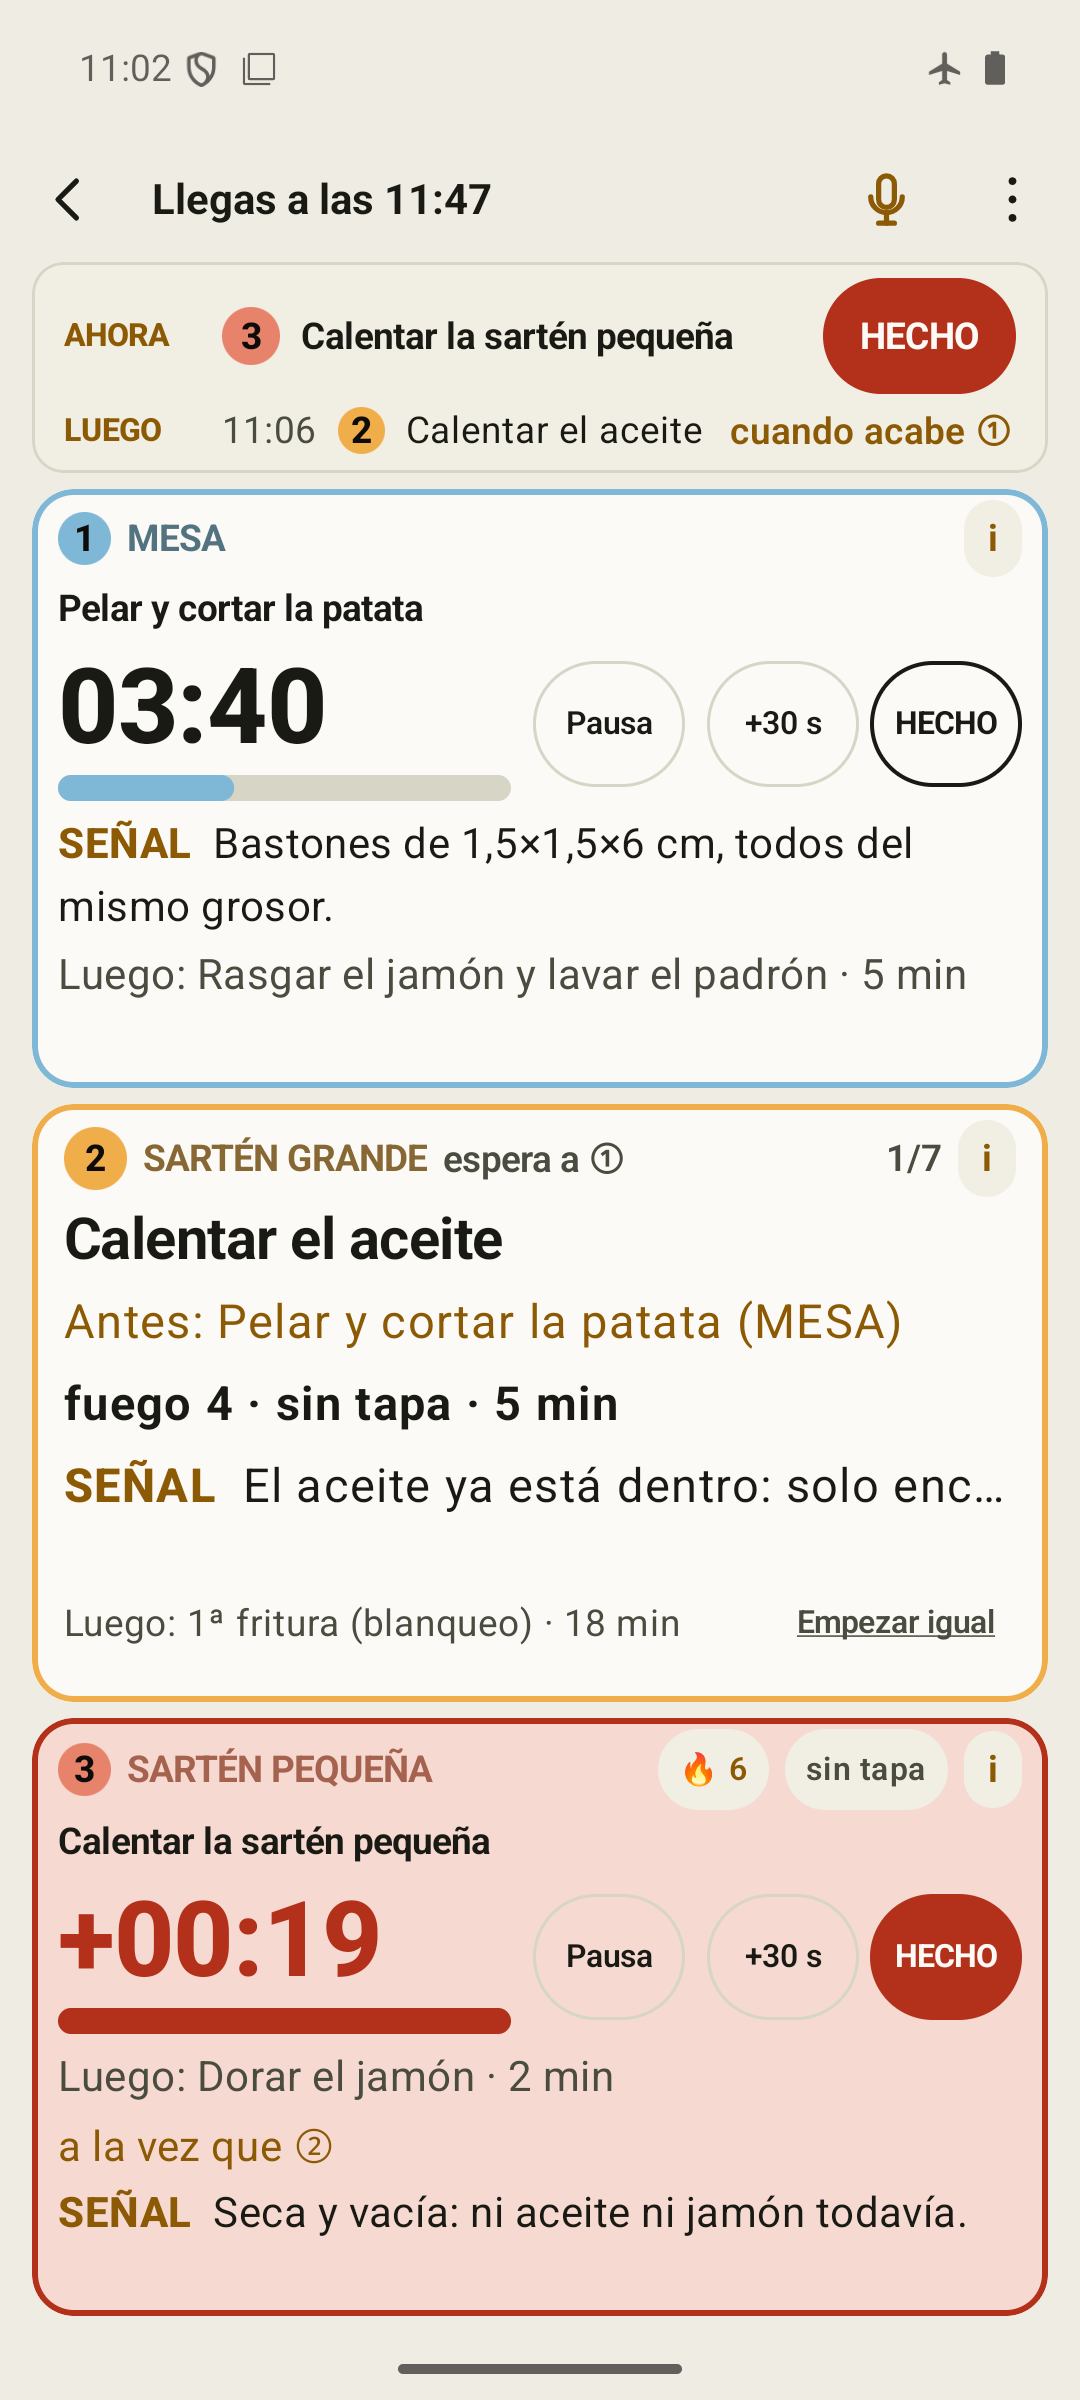 11:02
Llegas a las 11:47
AHORA 3 Calentar la sartén pequeña HECHO
LUEGO 11:06 2 Calentar el aceite cuando acabe ①
1 MESA i
Pelar y cortar la patata
03:40 Pausa +30 s HECHO
SEÑAL Bastones de 1,5×1,5×6 cm, todos del
mismo grosor.
Luego: Rasgar el jamón y lavar el padrón · 5 min
2 SARTÉN GRANDE espera a ① 1/7 i
Calentar el aceite
Antes: Pelar y cortar la patata (MESA)
fuego 4 · sin tapa · 5 min
SEÑAL El aceite ya está dentro: solo enc…
Luego: 1ª fritura (blanqueo) · 18 min Empezar igual
3 SARTÉN PEQUEÑA 🔥 6 sin tapa i
Calentar la sartén pequeña
+00:19 Pausa +30 s HECHO
Luego: Dorar el jamón · 2 min
a la vez que ②
SEÑAL Seca y vacía: ni aceite ni jamón todavía.